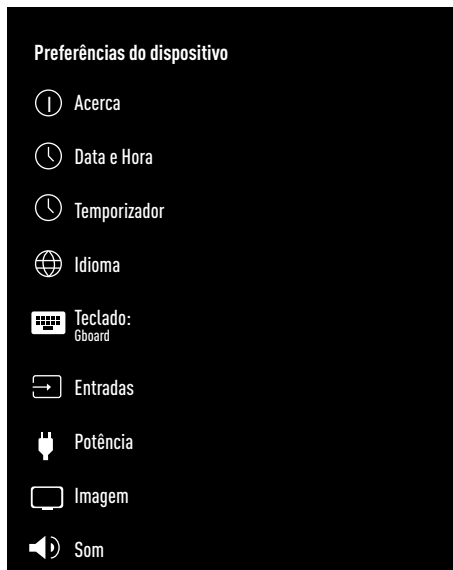 Preferências do dispositivo
Acerca
Data e Hora
Temporizador
Idioma
Teclado:
Gboard
Entradas
Potência
Imagem
Som